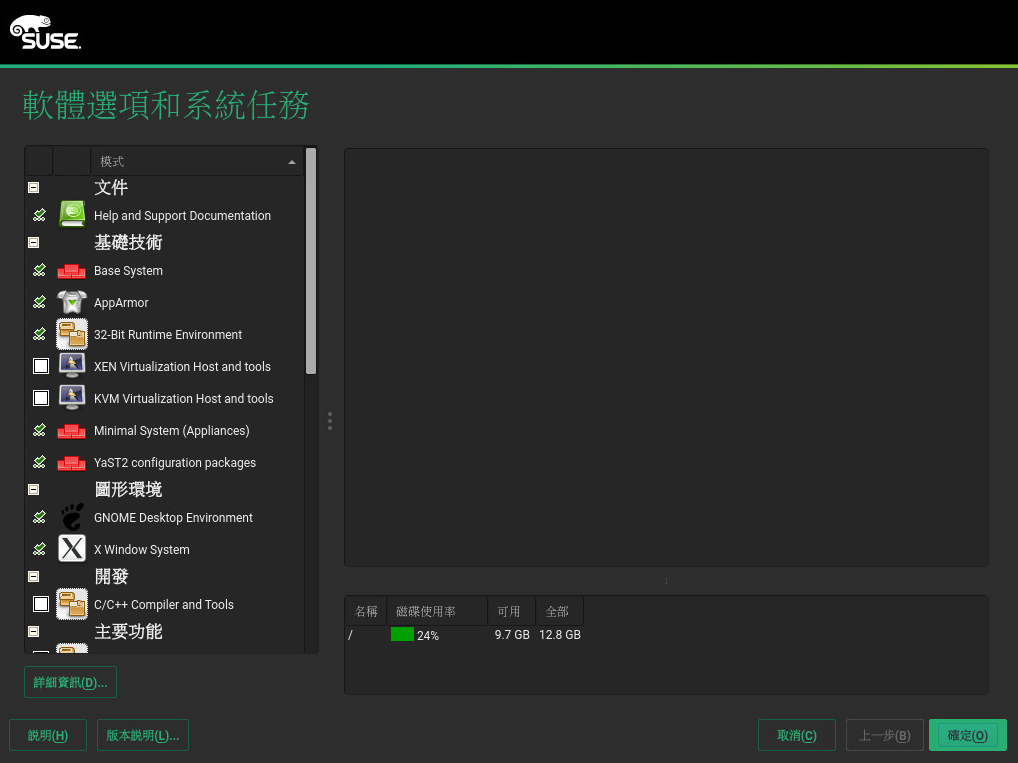 SUSE.
軟體選項和系統任務
模式
文件
Help and Support Documentation
基礎技術
Base System
AppArmor
32-Bit Runtime Environment
XEN Virtualization Host and tools
KVM Virtualization Host and tools
Minimal System (Appliances)
YaST2 configuration packages
圖形環境
GNOME Desktop Environment
X Window System
開發
C/C++ Compiler and Tools
主要功能
名稱 磁碟使用率 可用 全部
/ 24% 9.7 GB 12.8 GB
詳細資訊(D)...
説明(H) 版本説明(L)... 取消(C) 上一步(B) 確定(O)